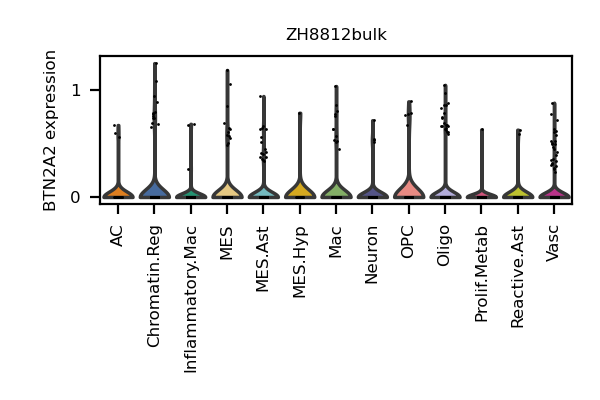 ZH8812bulk
BTN2A2 expression
1
0
AC
Chromatin.Reg
Inflammatory.Mac
MES
MES.Ast
MES.Hyp
Mac
Neuron
OPC
Oligo
Prolif.Metab
Reactive.Ast
Vasc